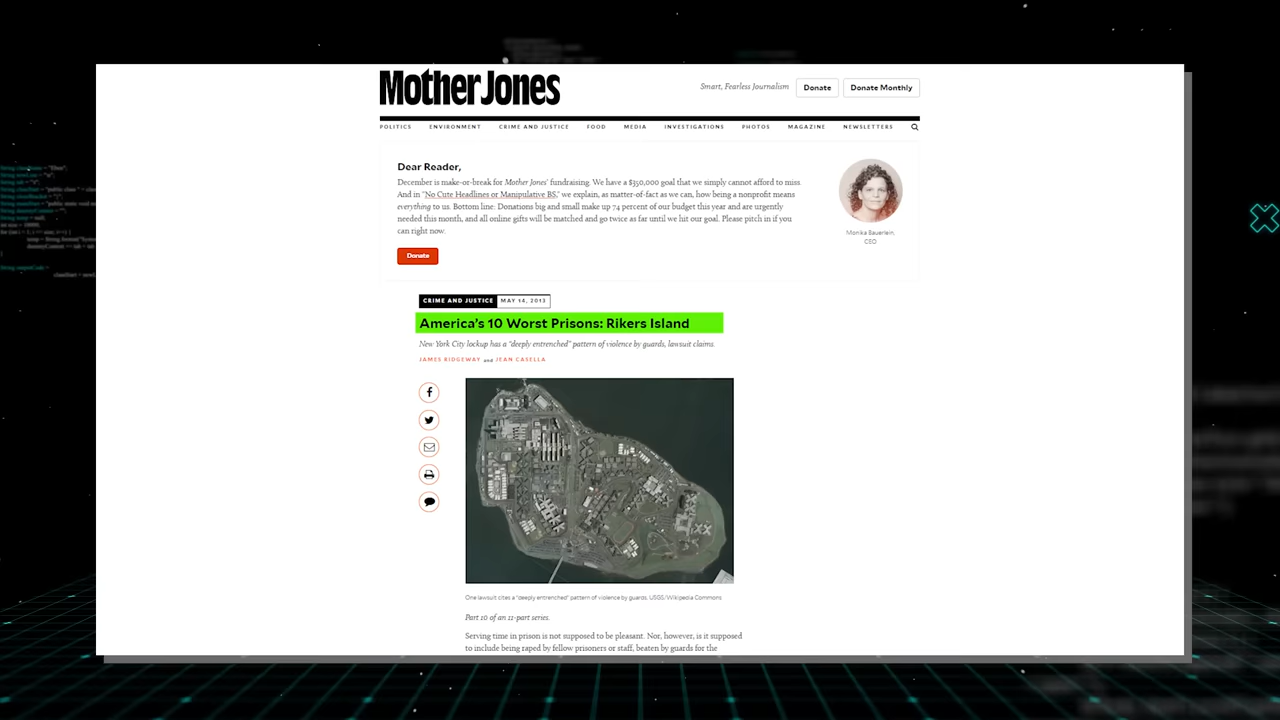 Mother Jones
Smart, Fearless Journalism
Donate
Donate Monthly
POLITICS ENVIRONMENT CRIME AND JUSTICE FOOD MEDIA INVESTIGATIONS PHOTOS MAGAZINE NEWSLETTERS
Dear Reader,
December is make-or-break for Mother Jones' fundraising. We have a $350,000 goal that we simply cannot afford to miss.
And in "No Cute Headlines or Manipulative BS," we explain, as matter-of-fact as we can, how being a nonprofit means
everything to us. Bottom line: Donations big and small make up 74 percent of our budget this year and are urgently
needed this month, and all online gifts will be matched and go twice as far until we hit our goal. Please pitch in if you
can right now.
Donate
Monika Bauerlein,
CEO
CRIME AND JUSTICE MAY 14, 2013
America's 10 Worst Prisons: Rikers Island
New York City lockup has a "deeply entrenched" pattern of violence by guards, lawsuit claims.
JAMES RIDGEWAY and JEAN CASELLA
One lawsuit cites a "deeply entrenched" pattern of violence by guards. USGS/Wikipedia Commons
Part 10 of an 11-part series.
Serving time in prison is not supposed to be pleasant. Nor, however, is it supposed
to include being raped by fellow prisoners or staff, beaten by guards for the